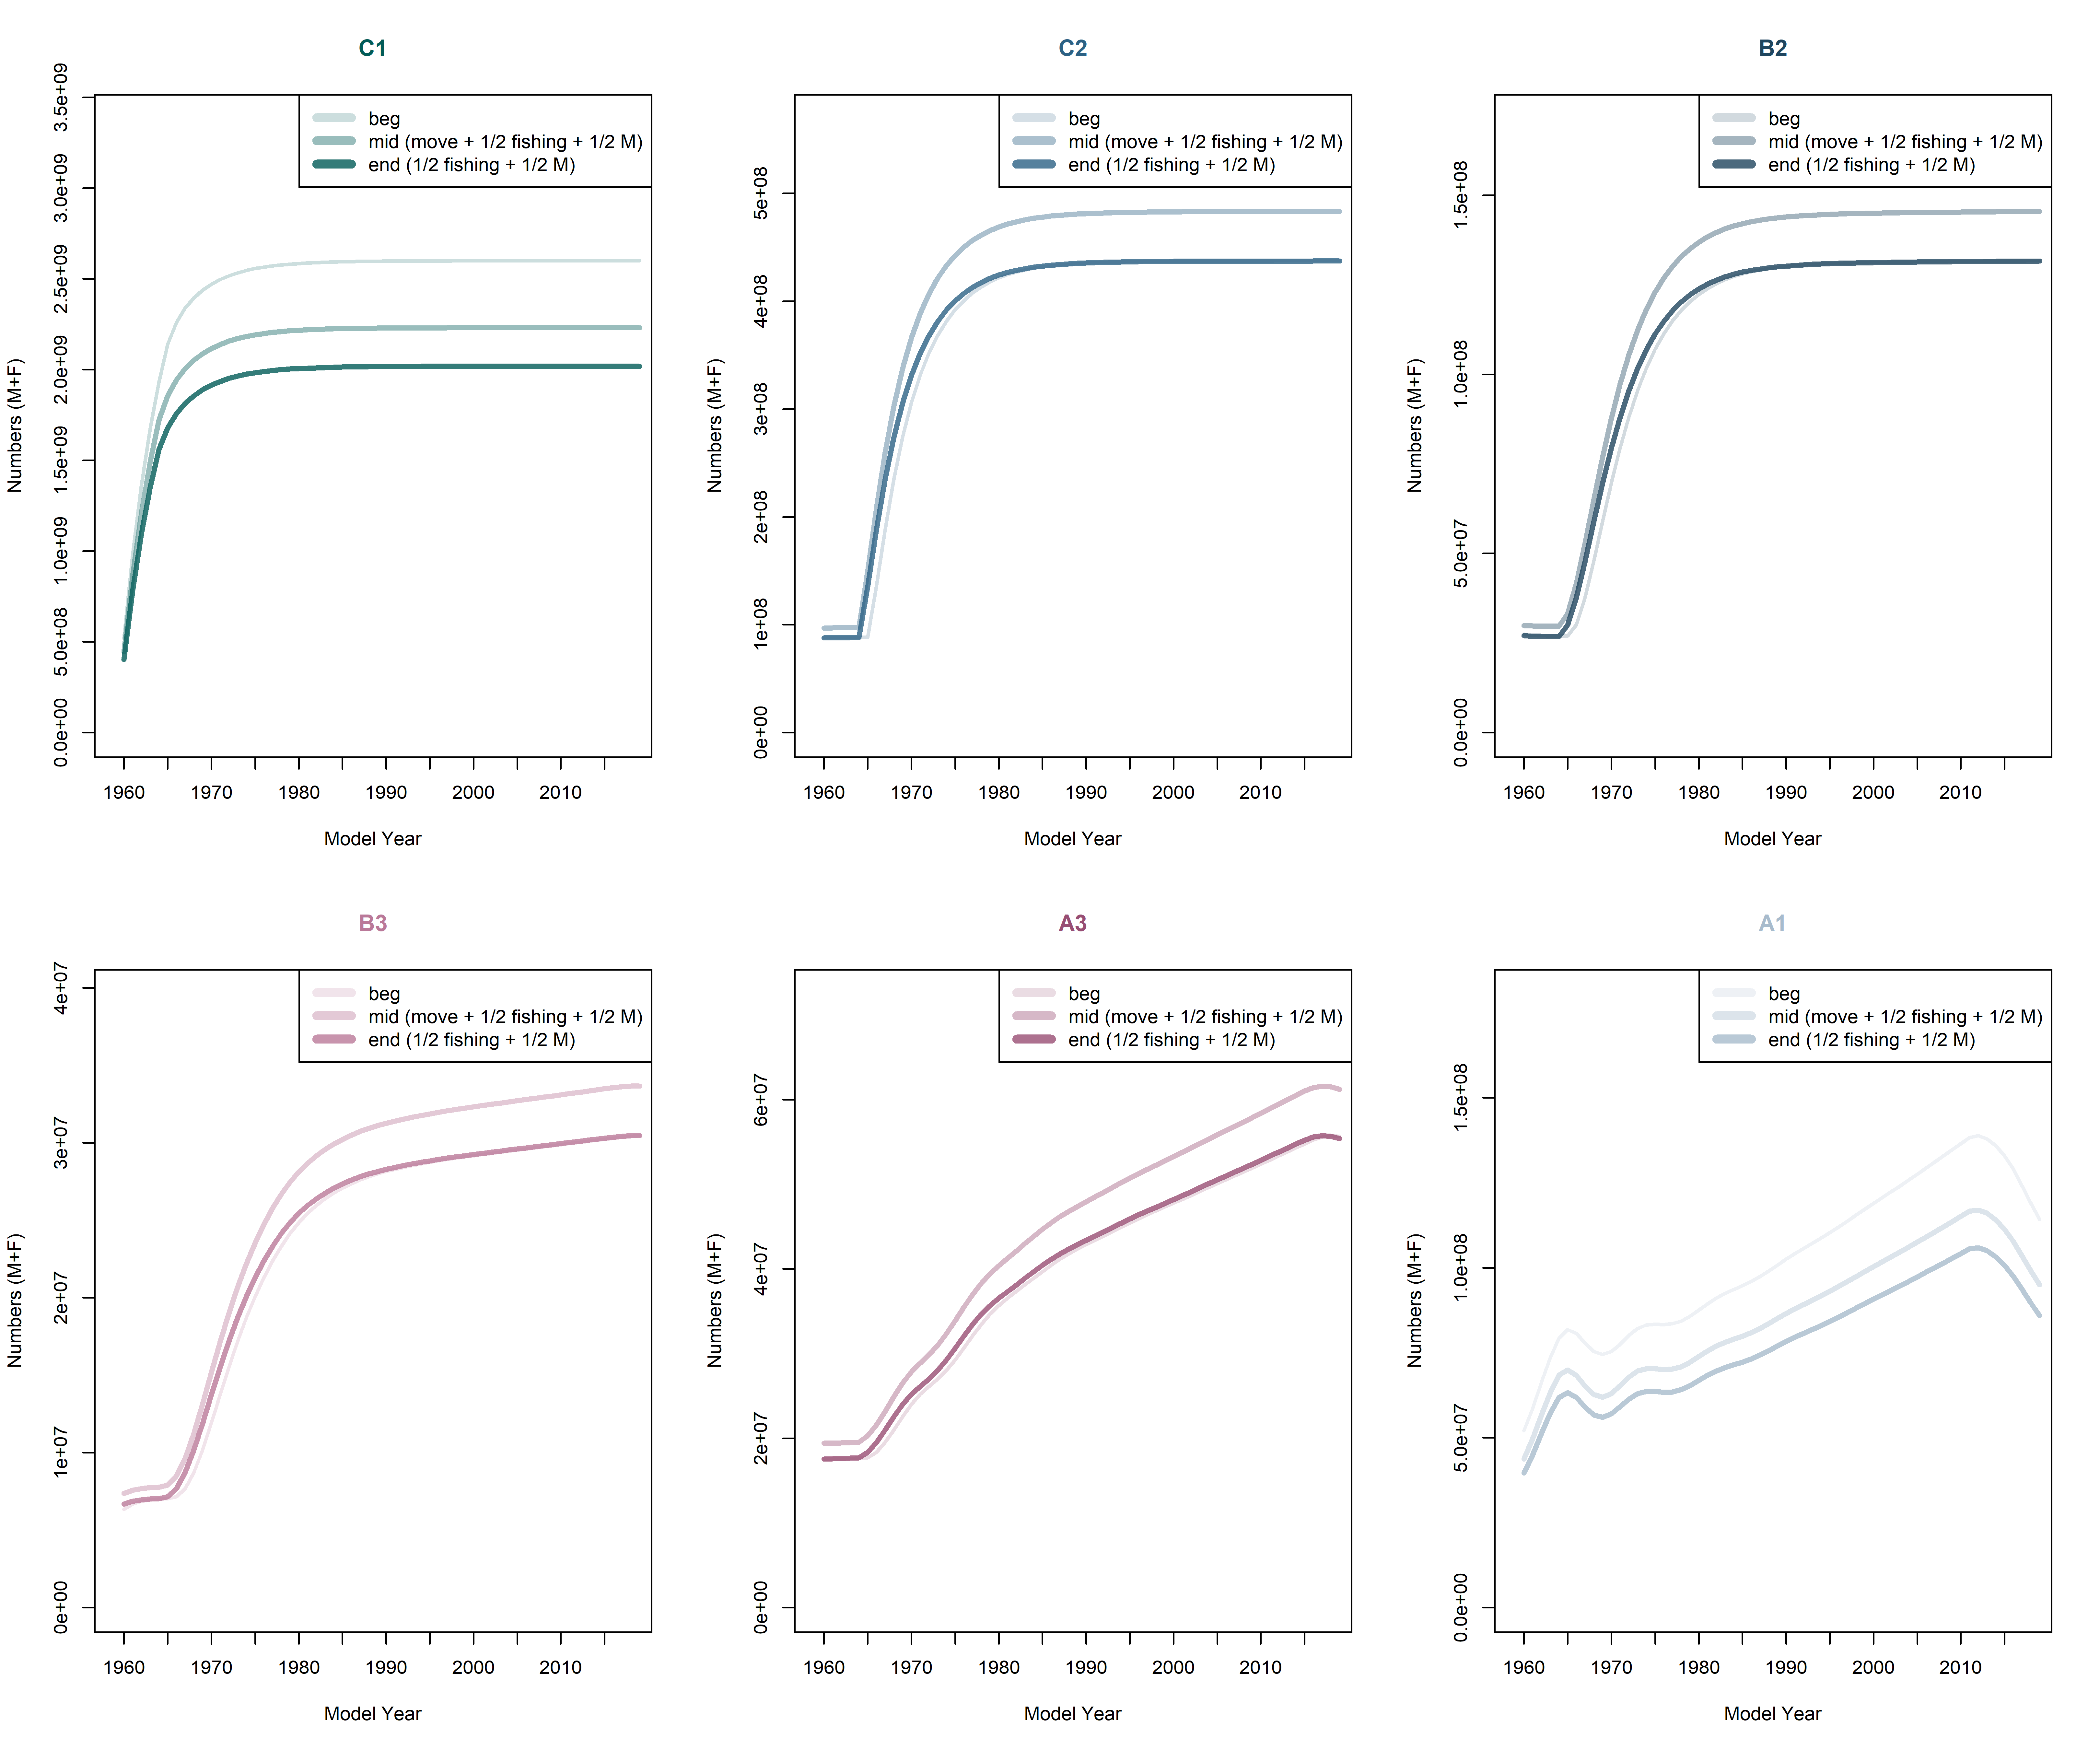 C1
beg
mid (move + 1/2 fishing + 1/2 M)
end (1/2 fishing + 1/2 M)
Numbers (M+F)
0.0e+00
5.0e+08
1.0e+09
1.5e+09
2.0e+09
2.5e+09
3.0e+09
3.5e+09
1960
1970
1980
1990
2000
2010
Model Year
C2
beg
mid (move + 1/2 fishing + 1/2 M)
end (1/2 fishing + 1/2 M)
Numbers (M+F)
0e+00
1e+08
2e+08
3e+08
4e+08
5e+08
1960
1970
1980
1990
2000
2010
Model Year
B2
beg
mid (move + 1/2 fishing + 1/2 M)
end (1/2 fishing + 1/2 M)
Numbers (M+F)
0.0e+00
5.0e+07
1.0e+08
1.5e+08
1960
1970
1980
1990
2000
2010
Model Year
B3
beg
mid (move + 1/2 fishing + 1/2 M)
end (1/2 fishing + 1/2 M)
Numbers (M+F)
0e+00
1e+07
2e+07
3e+07
4e+07
1960
1970
1980
1990
2000
2010
Model Year
A3
beg
mid (move + 1/2 fishing + 1/2 M)
end (1/2 fishing + 1/2 M)
Numbers (M+F)
0e+00
2e+07
4e+07
6e+07
1960
1970
1980
1990
2000
2010
Model Year
A1
beg
mid (move + 1/2 fishing + 1/2 M)
end (1/2 fishing + 1/2 M)
Numbers (M+F)
0.0e+00
5.0e+07
1.0e+08
1.5e+08
1960
1970
1980
1990
2000
2010
Model Year